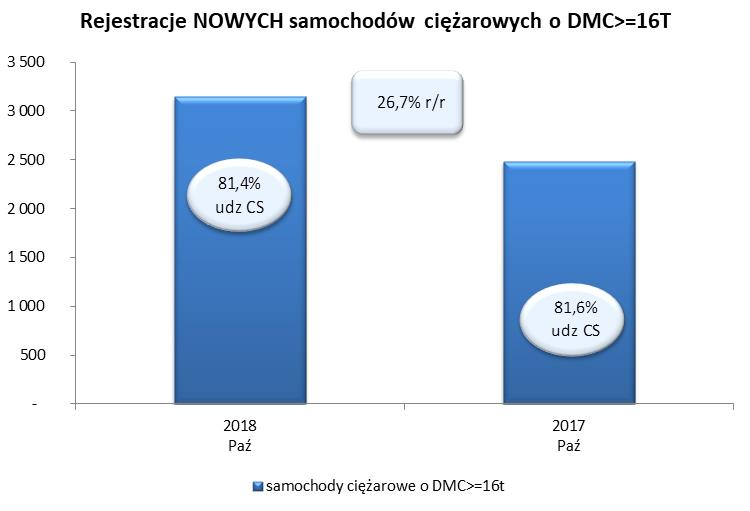 Rejestracje NOWYCH samochodów ciężarowych o DMC>=16T
3 500
3 000
2 500
2 000
1 500
1 000
500
-
26,7% r/r
81,4%
udz CS
81,6%
udz CS
2018
Paź
2017
Paź
samochody ciężarowe o DMC>=16t